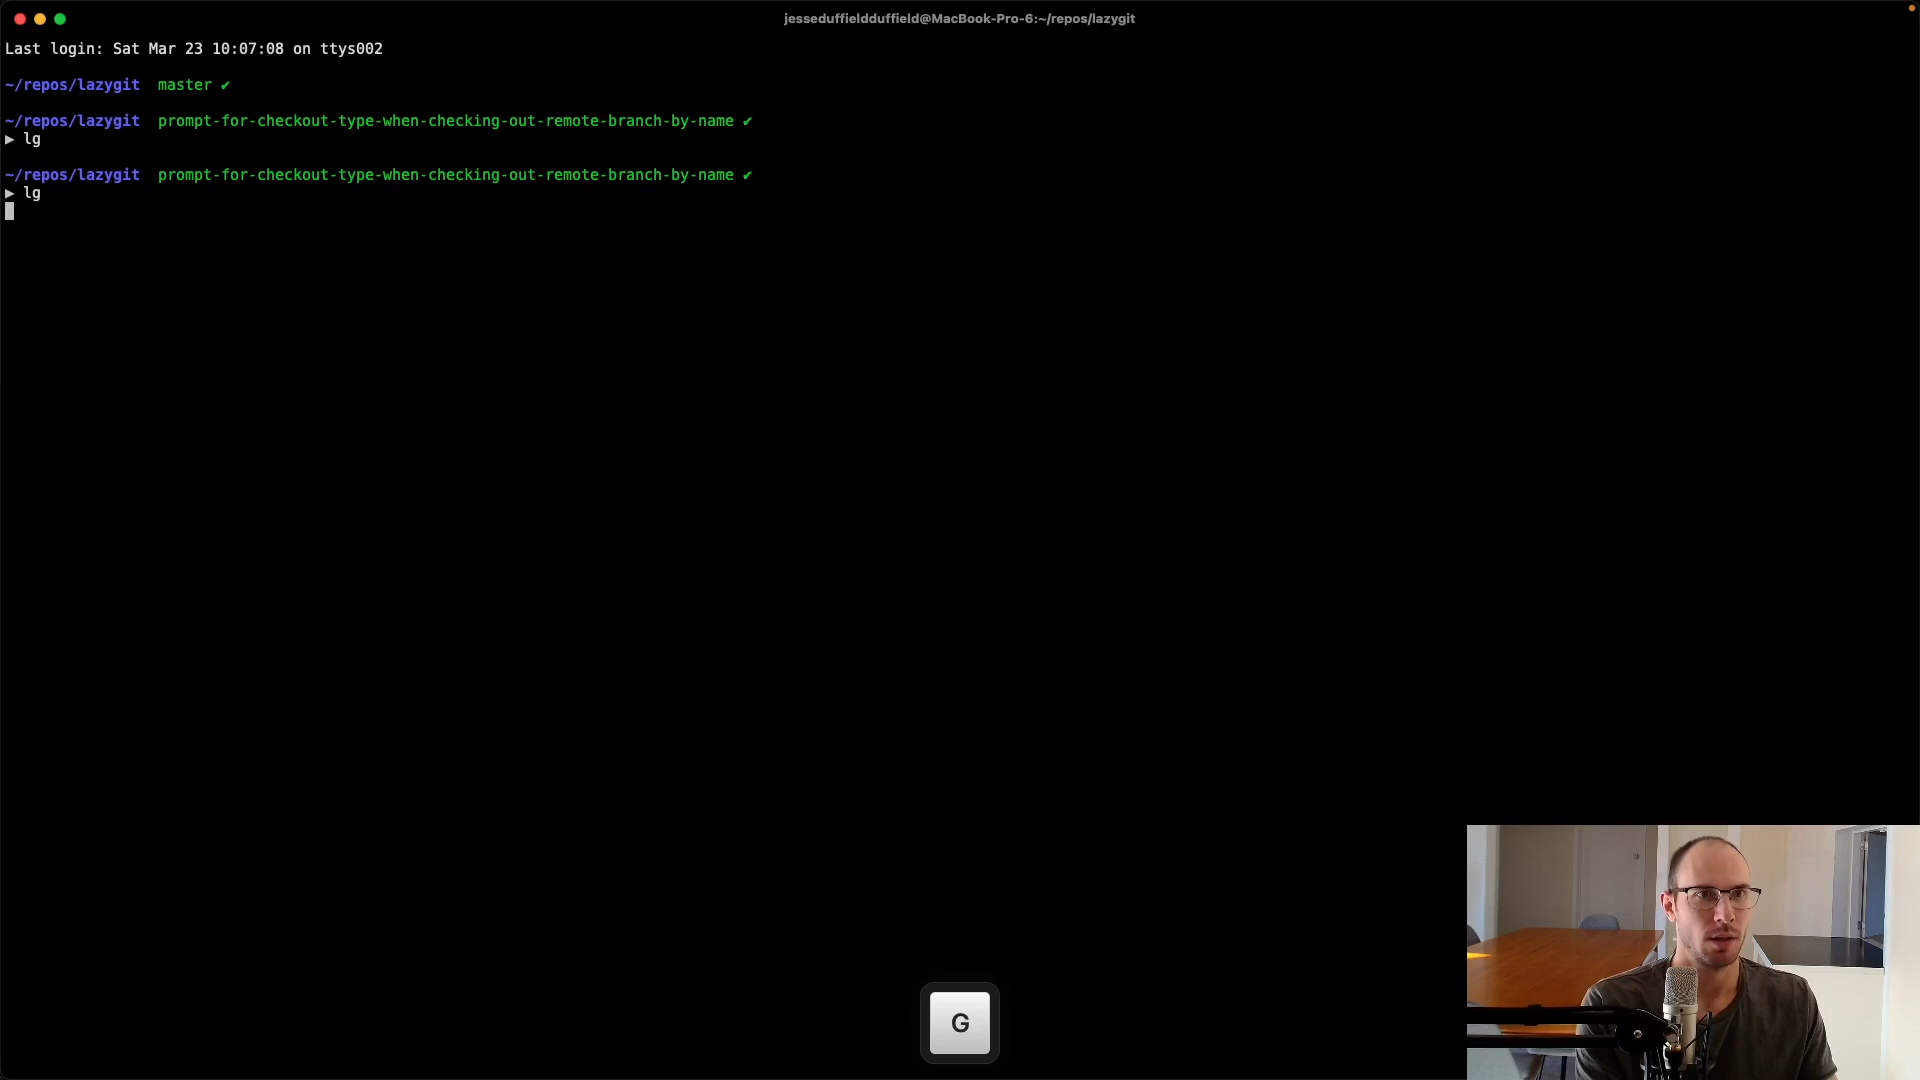 jesseduffieldduffield@MacBook-Pro-6:~/repos/lazygit
Last login: Sat Mar 23 10:07:08 on ttys002
~/repos/lazygit  master ✔
~/repos/lazygit  prompt-for-checkout-type-when-checking-out-remote-branch-by-name ✔
▶ lg
~/repos/lazygit  prompt-for-checkout-type-when-checking-out-remote-branch-by-name ✔
▶ lg
G